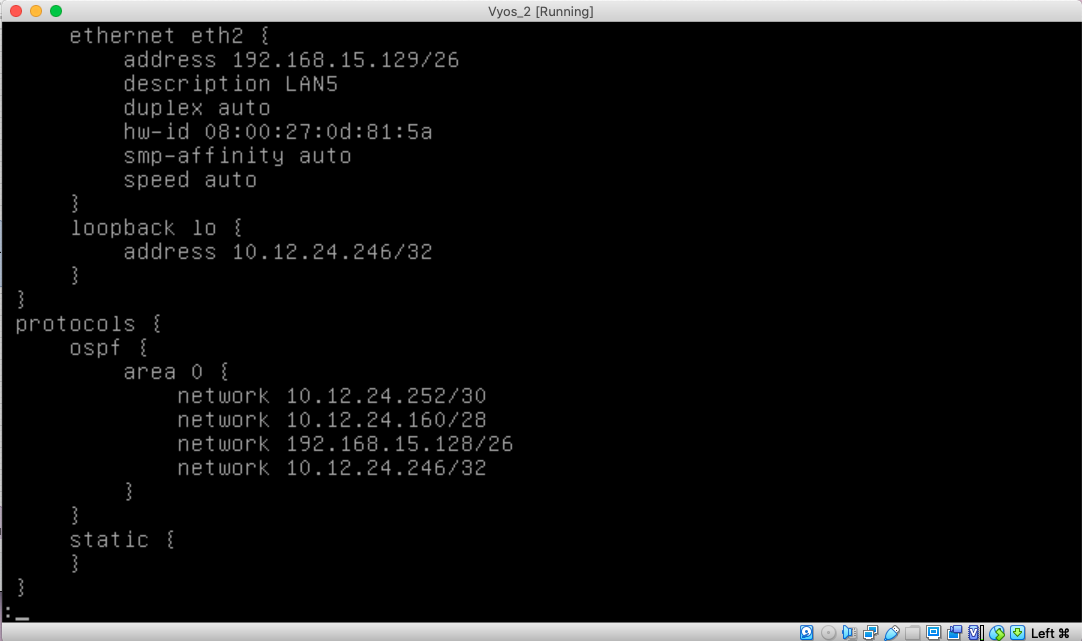 Vyos_2 [Running]
ethernet eth2 {
address 192.168.15.129/26
description LAN5
duplex auto
hw-id 08:00:27:0d:81:5a
smp-affinity auto
speed auto
}
loopback lo {
address 10.12.24.246/32
}
}
protocols {
ospf {
area 0 {
network 10.12.24.252/30
network 10.12.24.160/28
network 192.168.15.128/26
network 10.12.24.246/32
}
}
static {
}
}
:_
Left ⌘